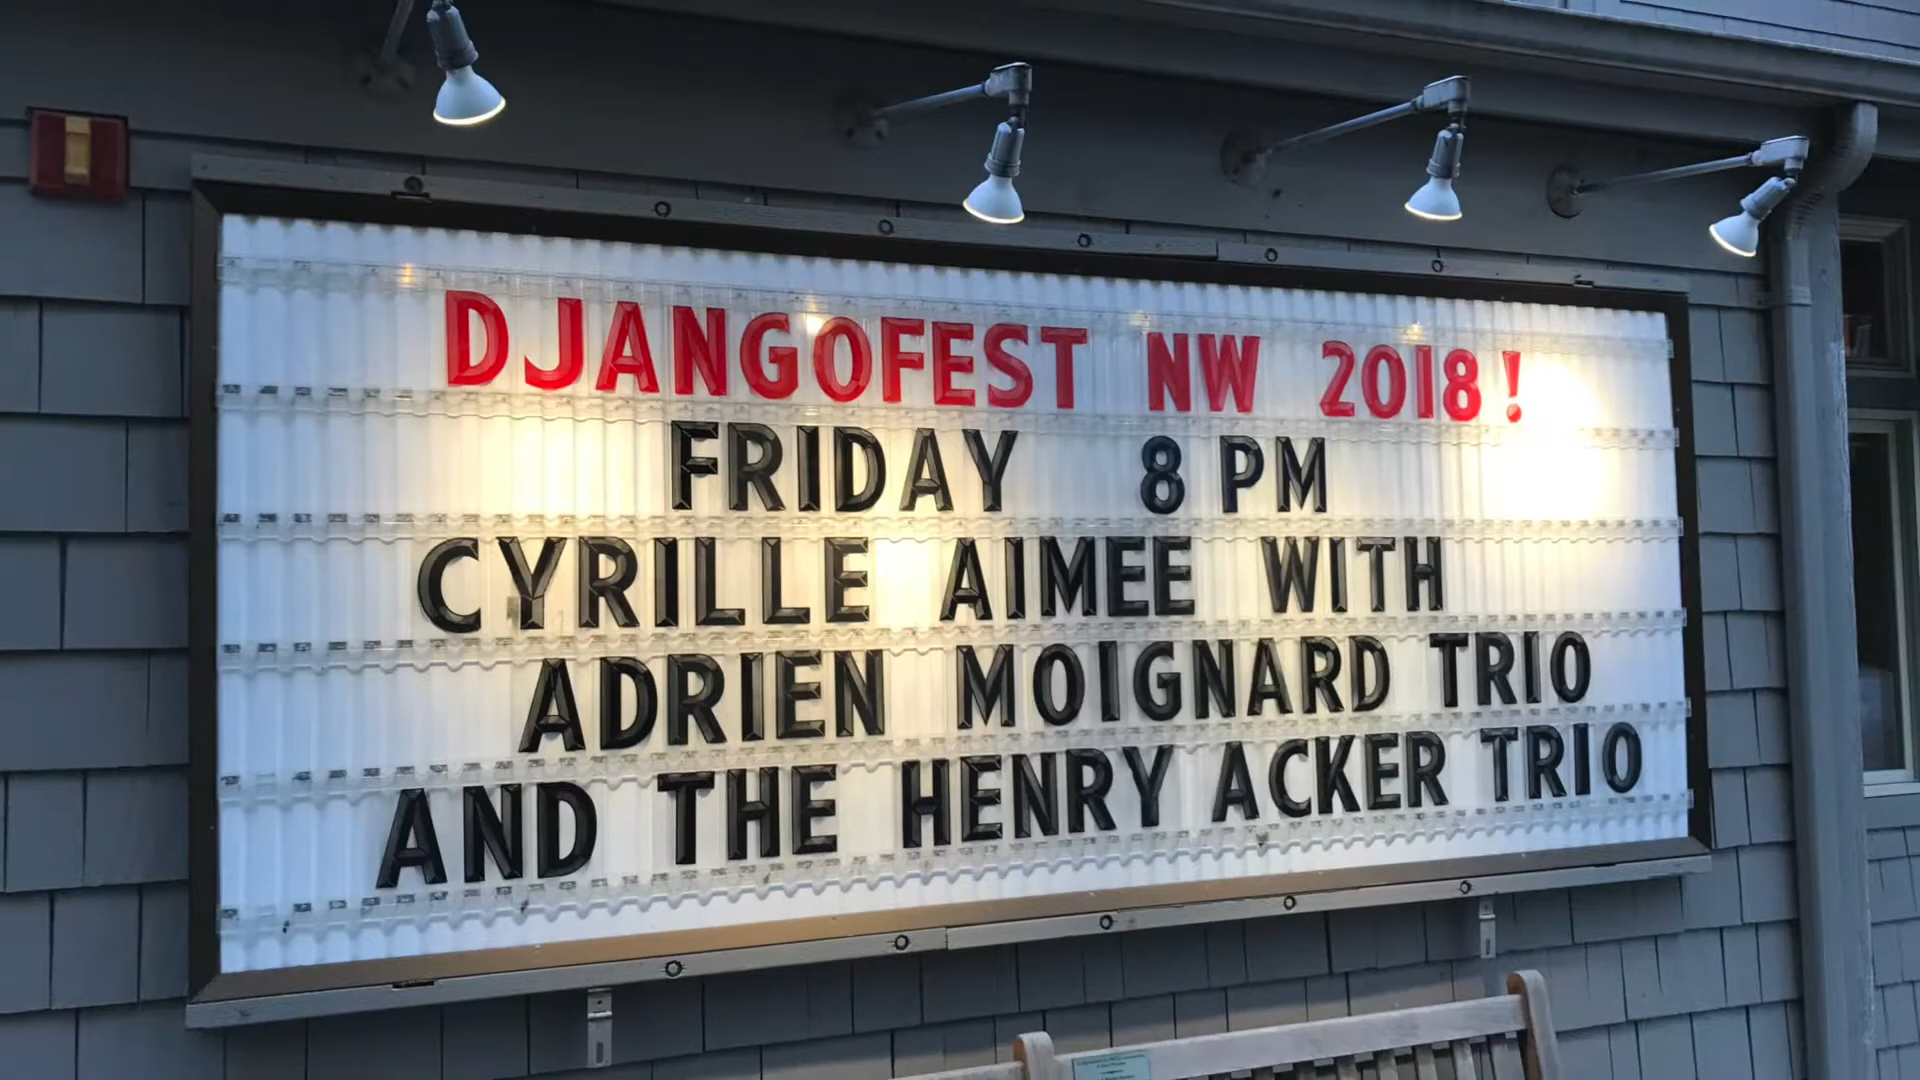 DJANGOFEST NW 2018!
FRIDAY 8 PM
CYRILLE AIMEE WITH
ADRIEN MOIGNARD TRIO
AND THE HENRY ACKER TRIO